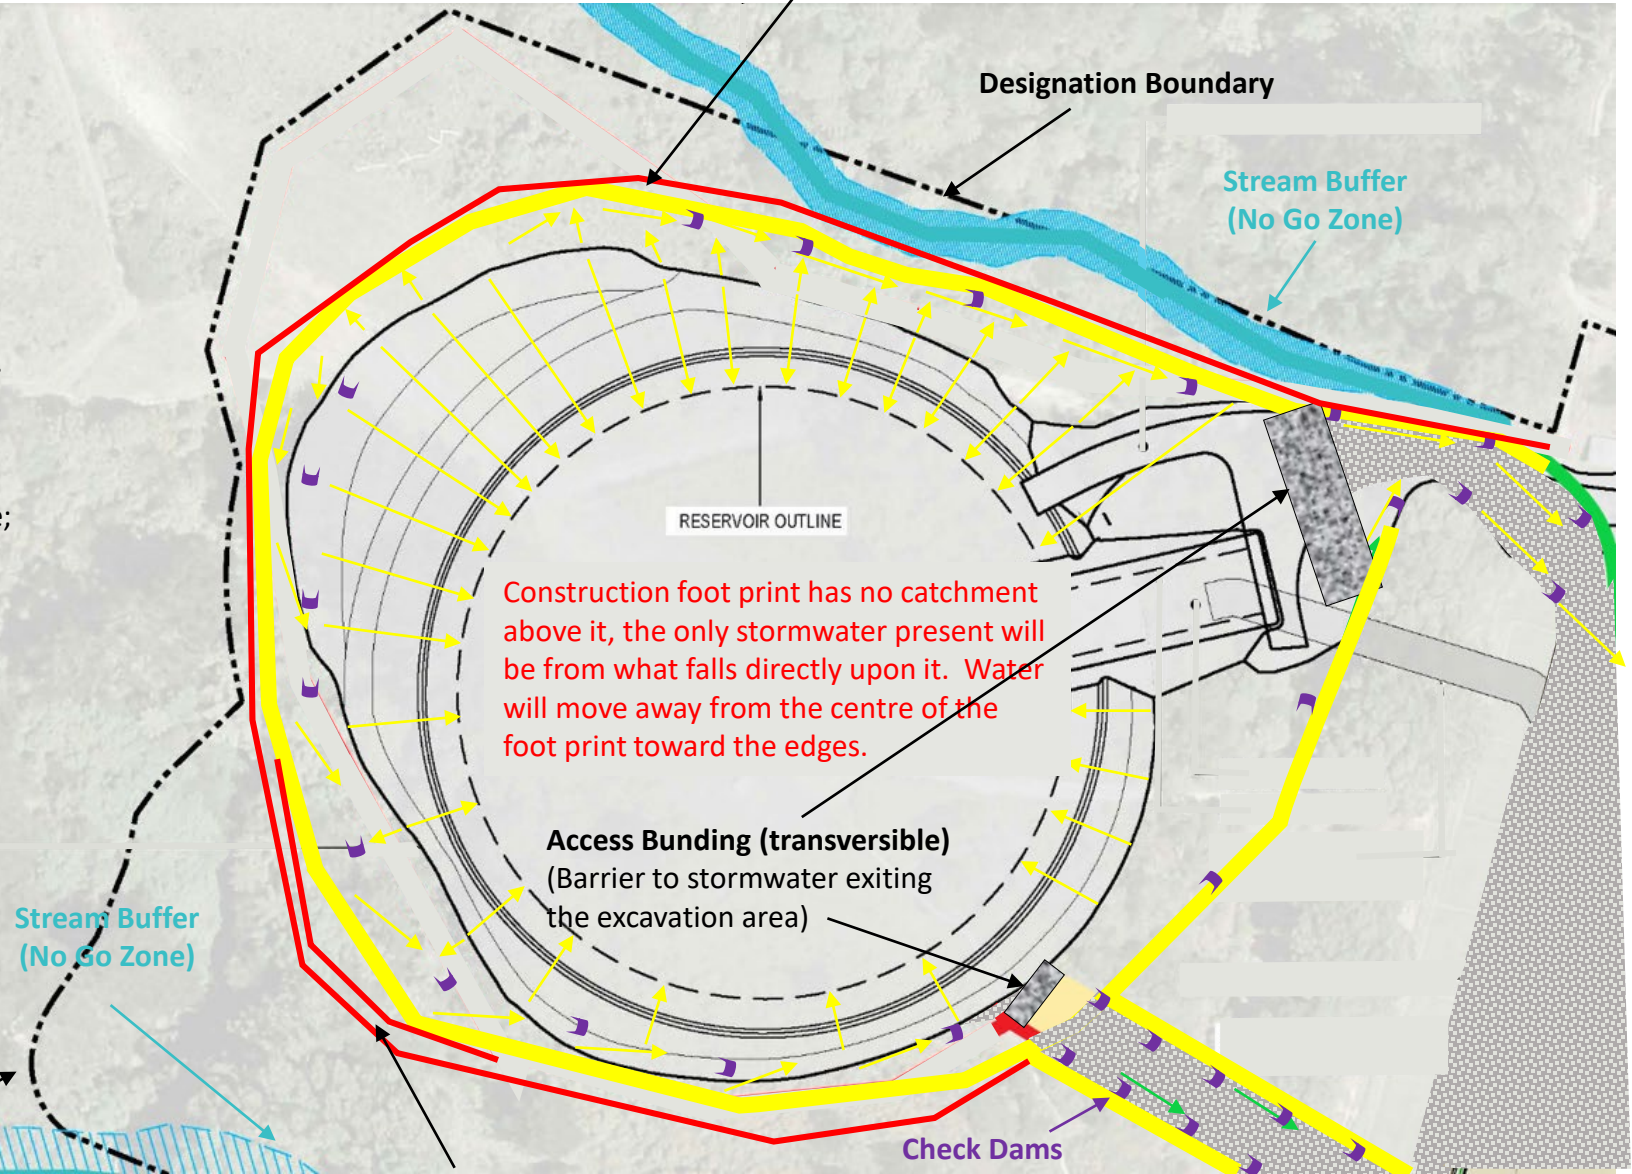 Designation Boundary
Stream Buffer
(No Go Zone)
e;
RESERVOIR OUTLINE
Construction foot print has no catchment
above it, the only stormwater present will
be from what falls directly upon it. Water
will move away from the centre of the
foot print toward the edges.
Access Bunding (transversible)
(Barrier to stormwater exiting
the excavation area)
Stream Buffer
(No Go Zone)
Check Dams